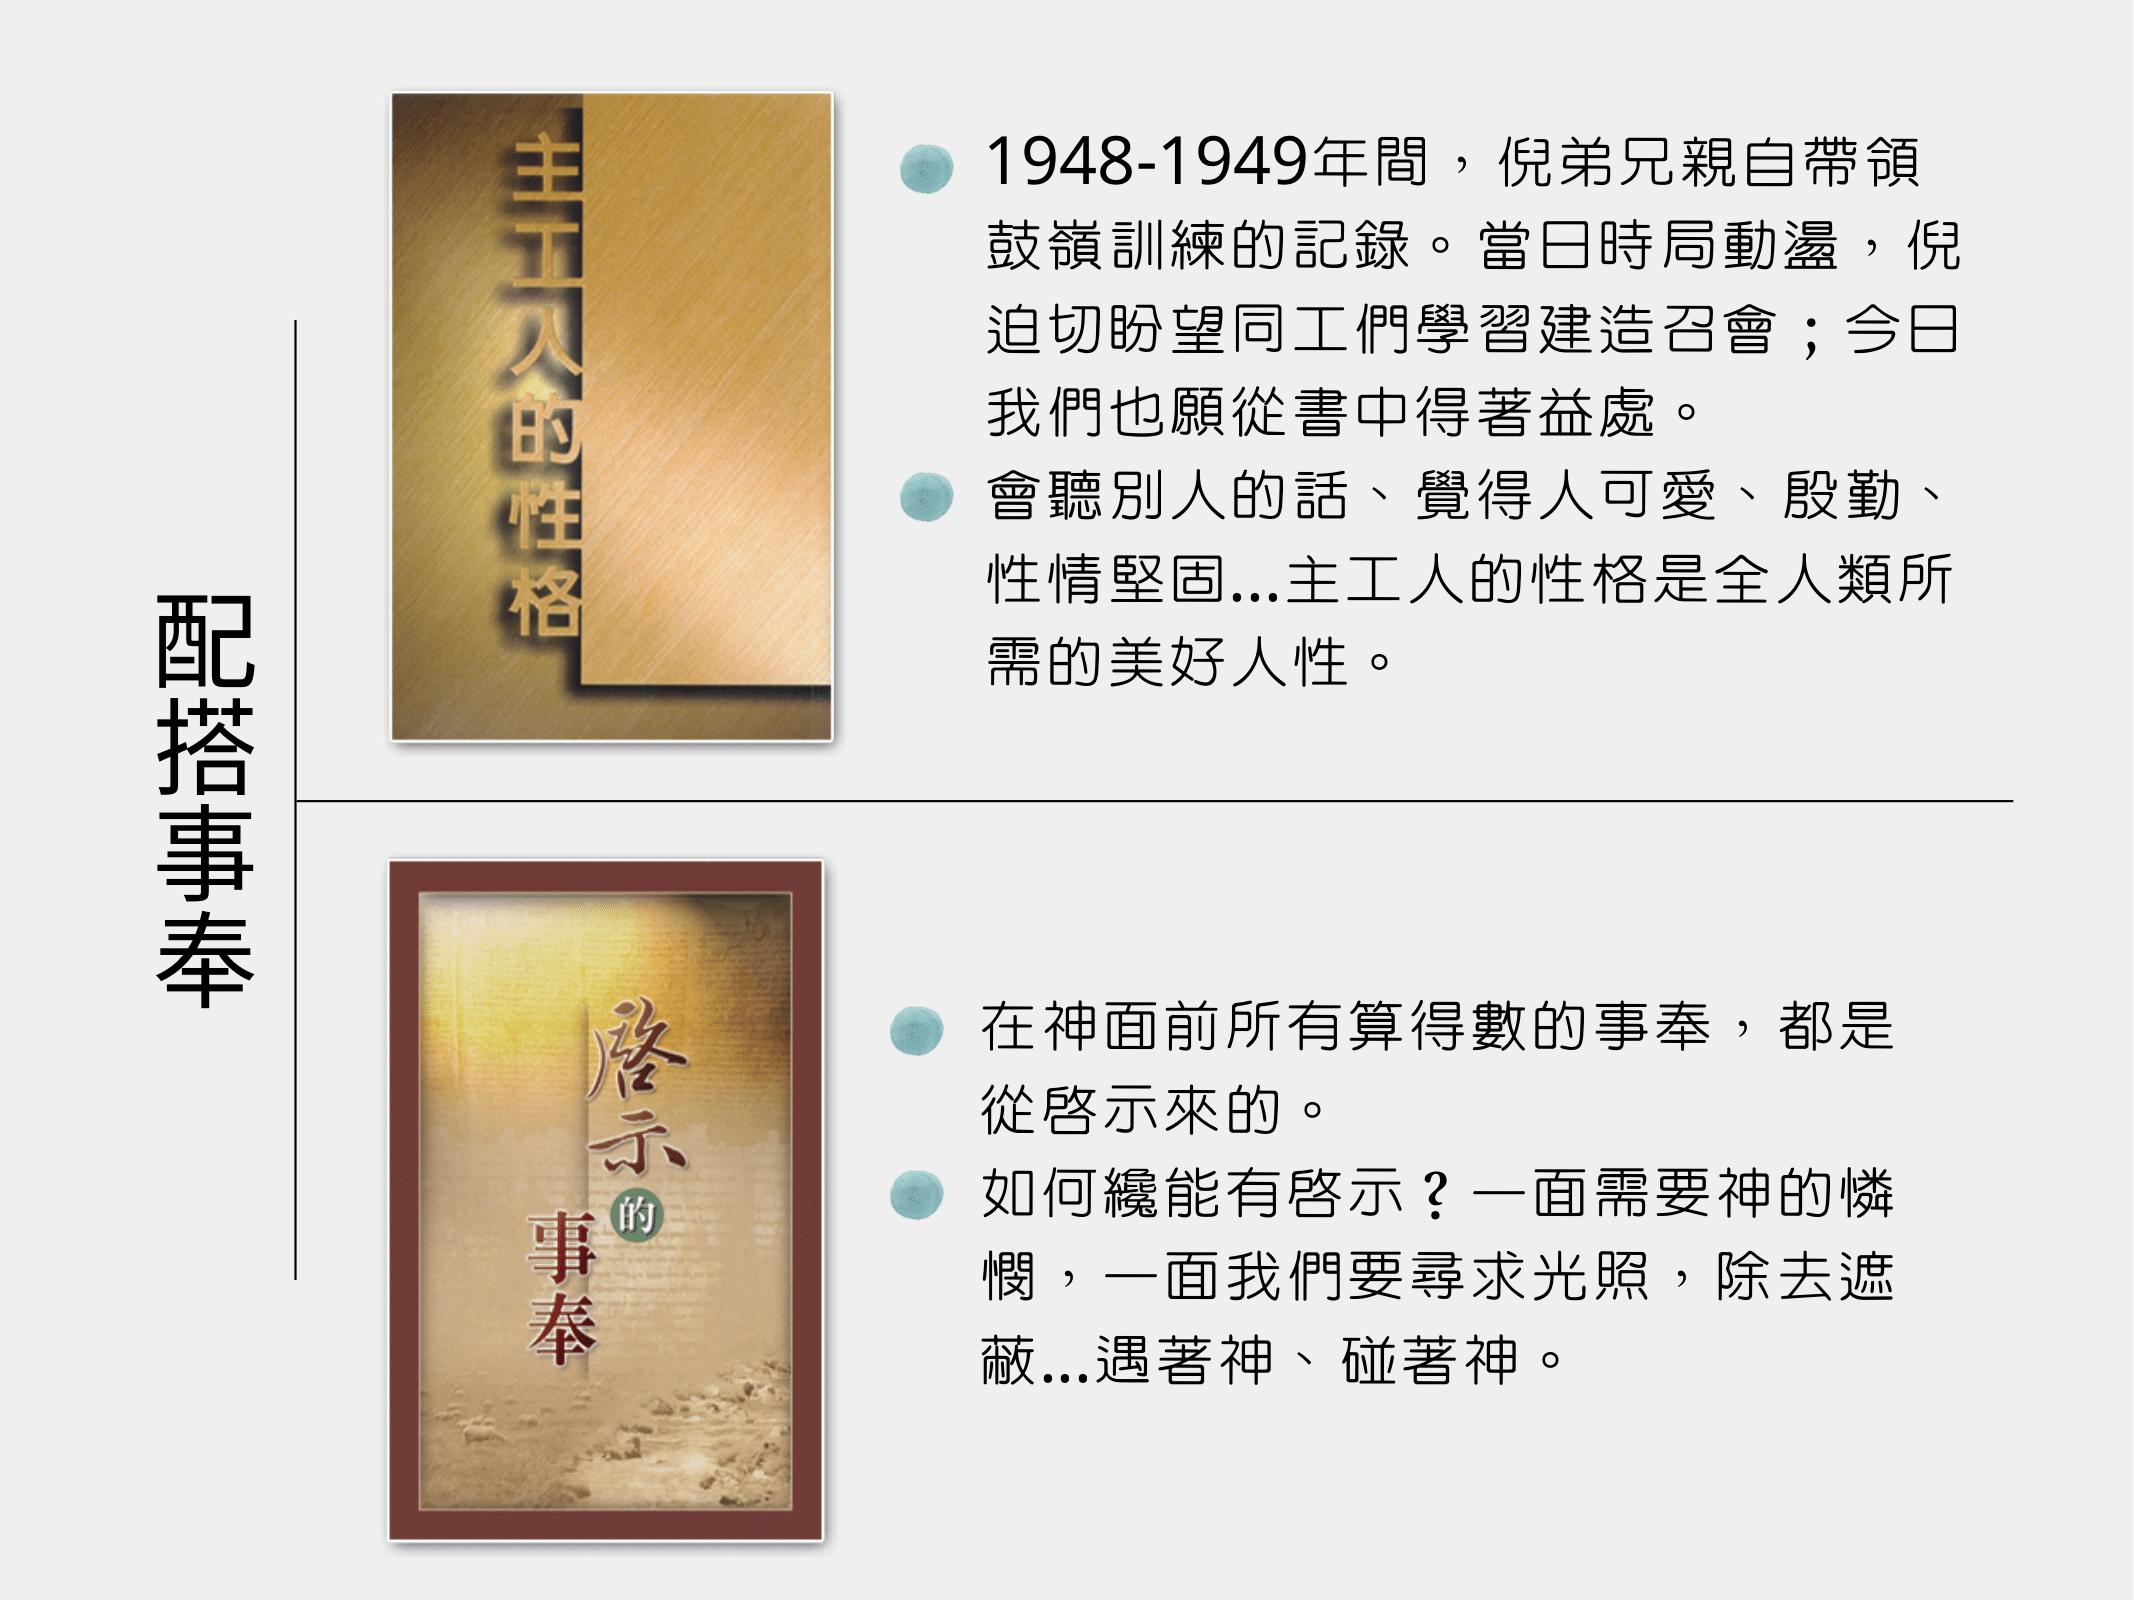 配搭事奉
主工人的性格
1948-1949年間，倪弟兄親自帶領
鼓嶺訓練的記錄。當日時局動盪，倪
迫切盼望同工們學習建造召會；今日
我們也願從書中得著益處。
會聽別人的話、覺得人可愛、殷勤、
性情堅固...主工人的性格是全人類所
需的美好人性。
啓示的
事奉
在神面前所有算得數的事奉，都是
從啓示來的。
如何纔能有啓示？一面需要神的憐
憫，一面我們要尋求光照，除去遮
蔽...遇著神、碰著神。